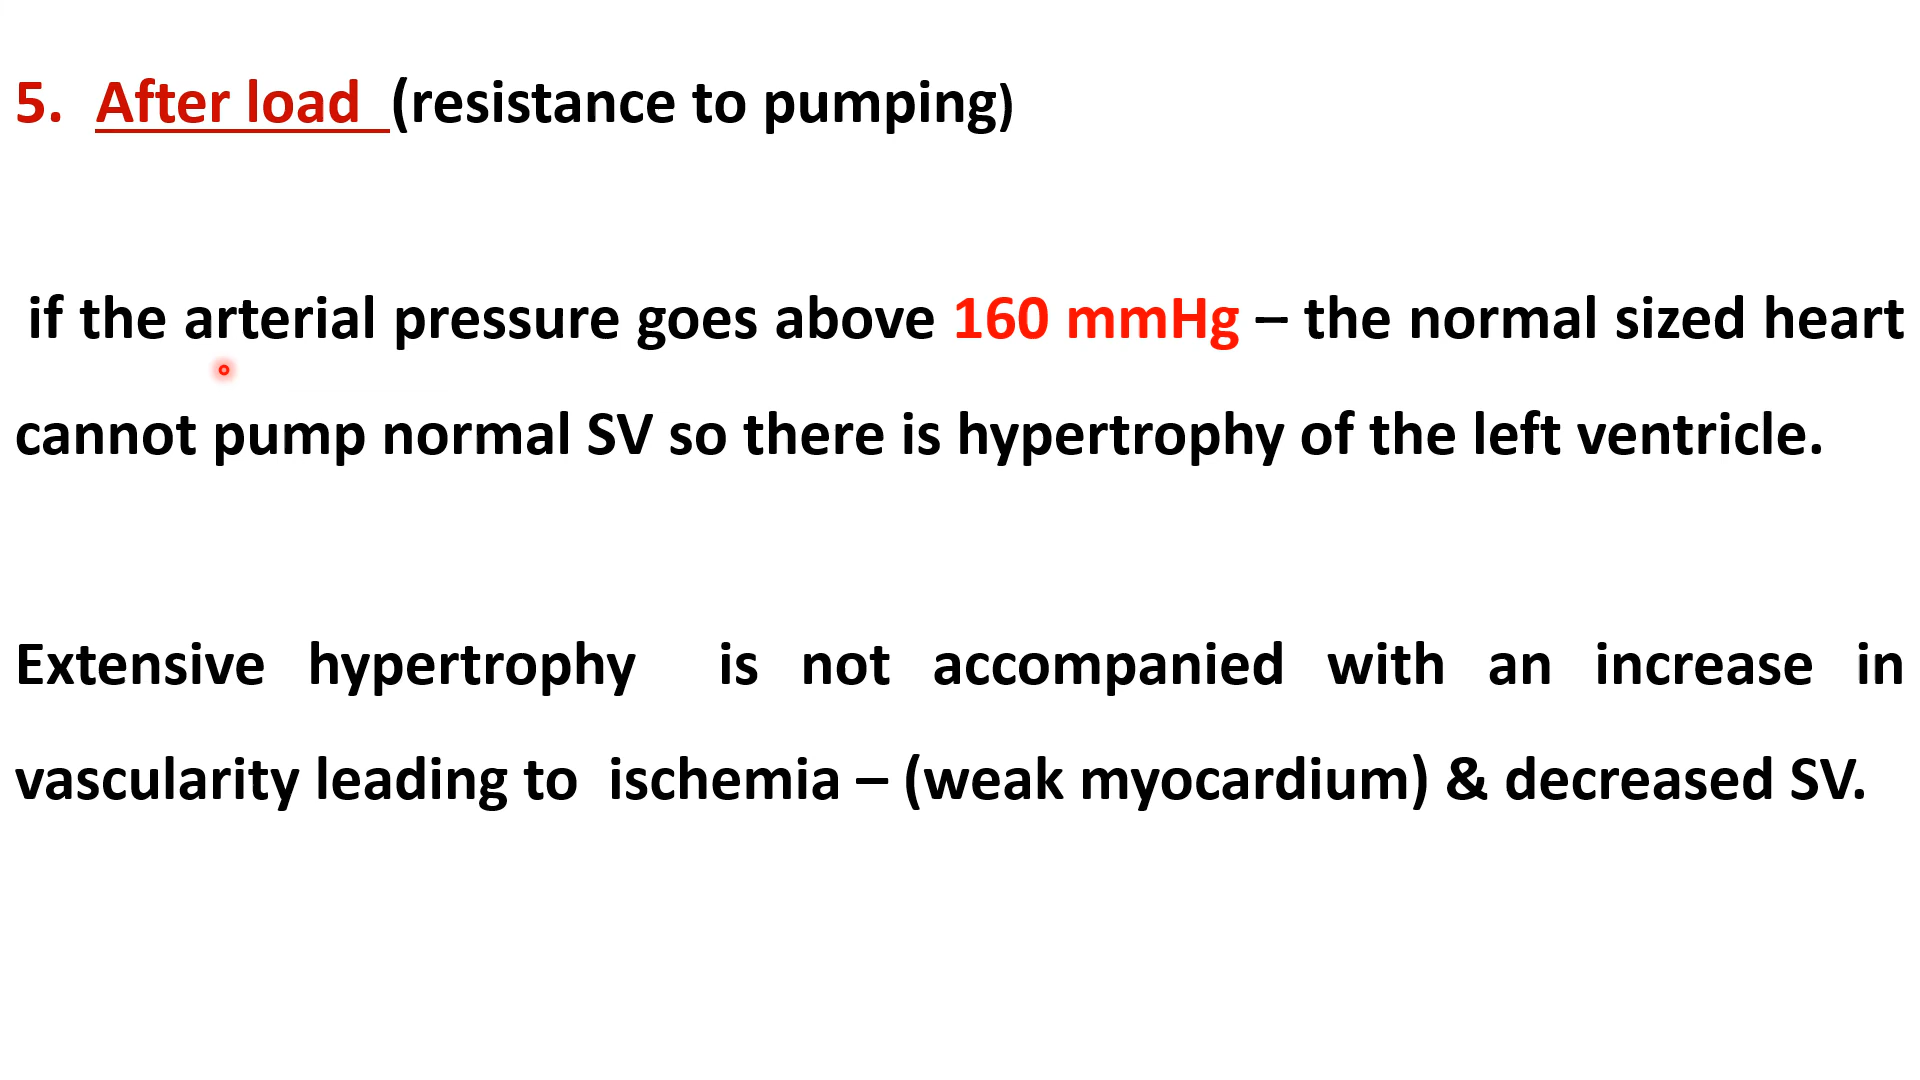 5. After load (resistance to pumping)
if the arterial pressure goes above 160 mmHg – the normal sized heart
cannot pump normal SV so there is hypertrophy of the left ventricle.
Extensive hypertrophy is not accompanied with an increase in
vascularity leading to ischemia – (weak myocardium) & decreased SV.